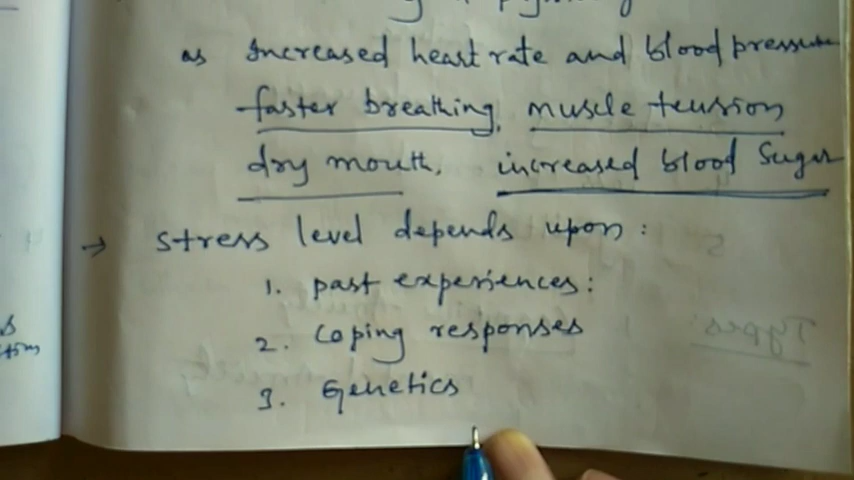 as Increased heart rate and blood pressure
faster breathing, muscle tension
dry mouth, increased blood Sugar
→ stress level depends upon :
1. past experiences:
2. Coping responses
3. Genetics
Types: